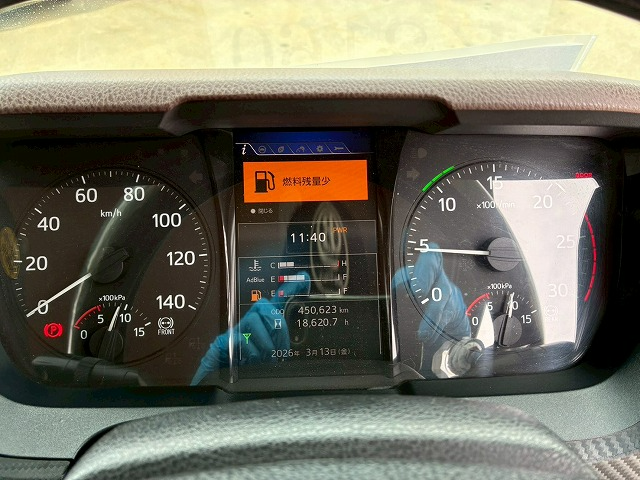 燃料残量少
閉じる
11:40
PWR
C H
AdBlue E F
E F
ODO 450,623 km
18,620.7 h
2026年 3月13日(金)
km/h
0 20 40 60 80 100 120 140
×100kPa
0 5 10 15
P
FRONT
×100r/min
0 5 10 15 20 25 30
×100kPa
0 5 10 15